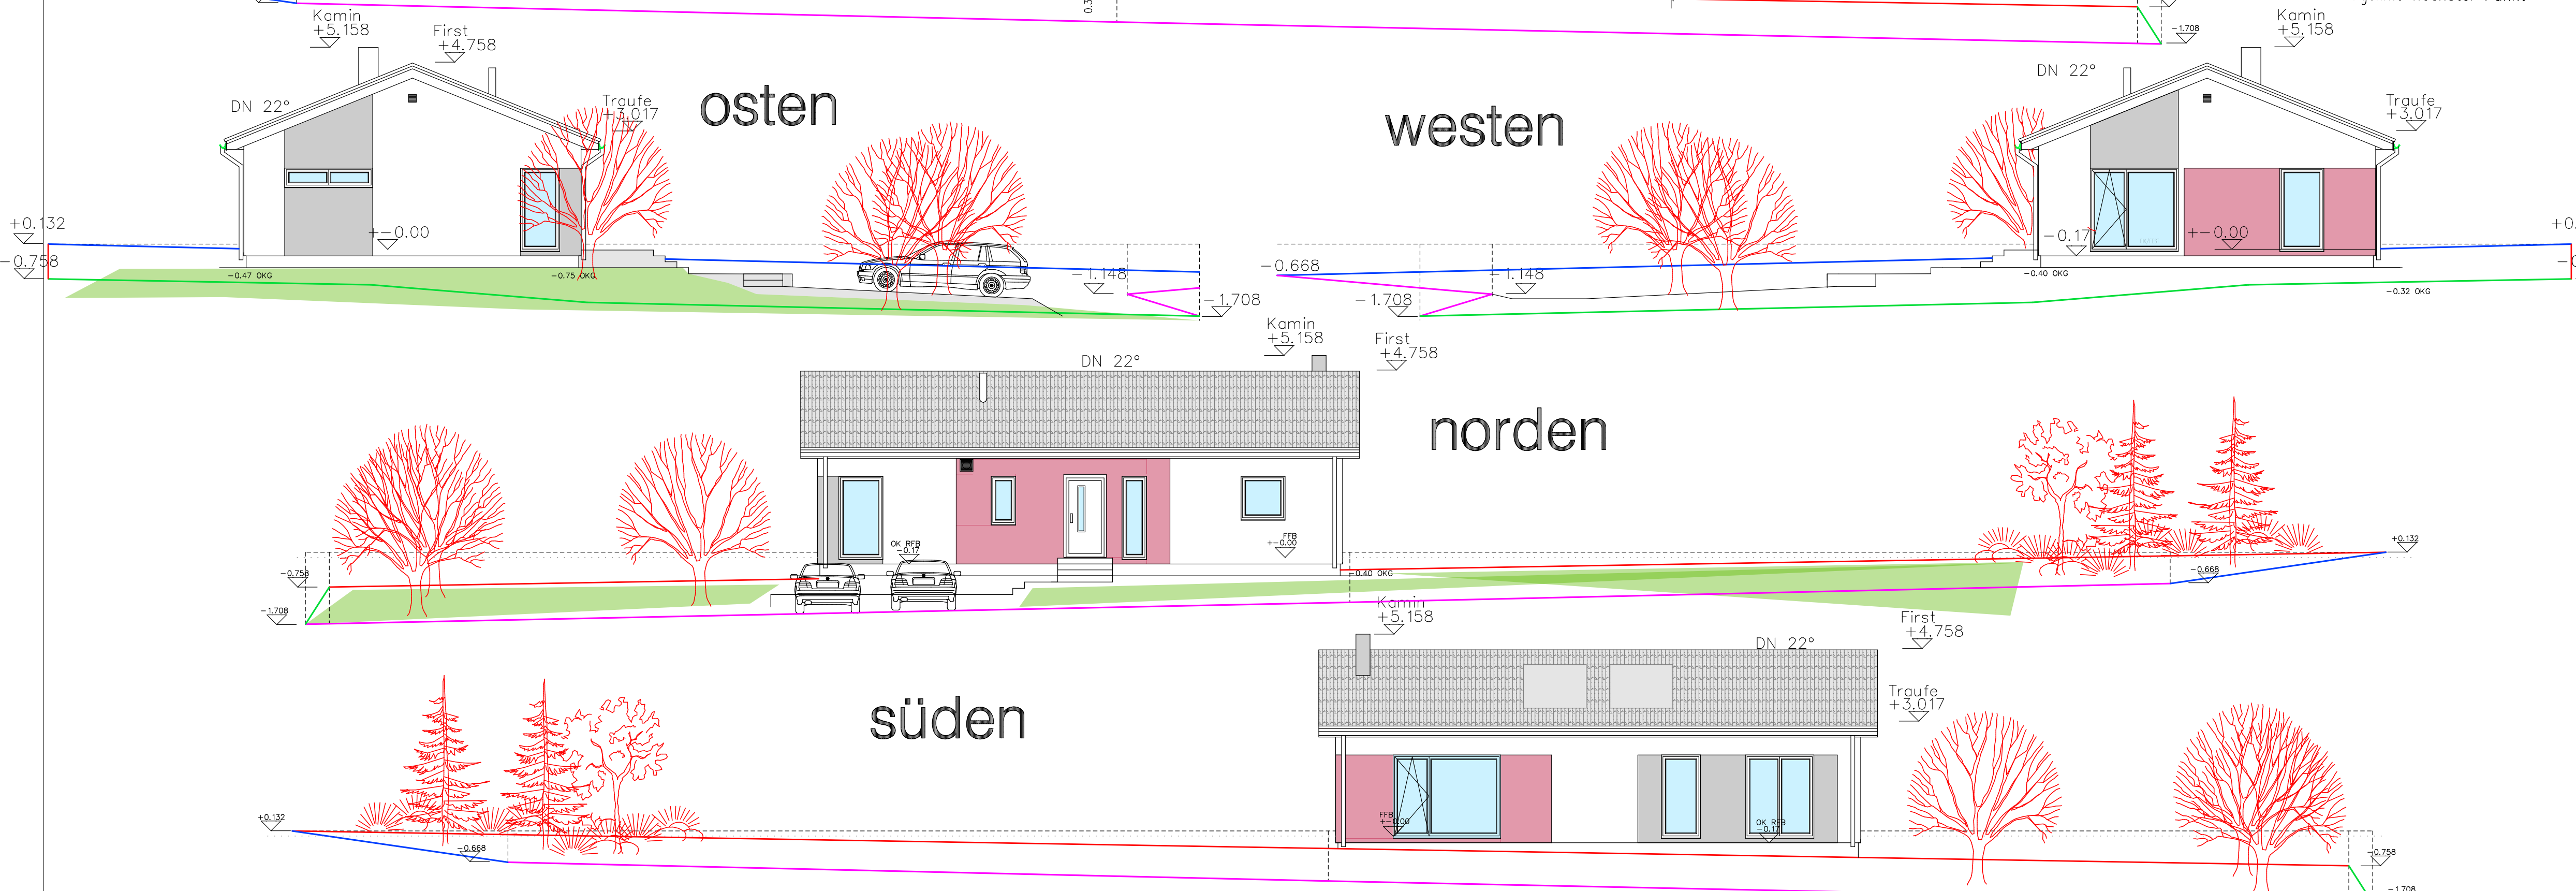 0.3
-1.708
Kamin
+5.158
First
+4.758
Kamin
+5.158
DN 22°
Traufe
+3.017
osten
westen
DN 22°
Traufe
+3.017
+0.132
-0.758
+-0.00
-0.47 OKG
-0.75 OKG
-1.148
-1.708
-0.668
-1.148
-1.708
-0.17
+-0.00
-0.40 OKG
-0.32 OKG
+0.
Kamin
+5.158
First
+4.758
DN 22°
norden
OK RFB
-0.17
FFB
+-0.00
-0.758
-1.708
-0.40 OKG
+0.132
-0.668
Kamin
+5.158
First
+4.758
DN 22°
süden
Traufe
+3.017
+0.132
-0.668
FFB
+-0.00
OK RFB
-0.17
-0.758
-1.708